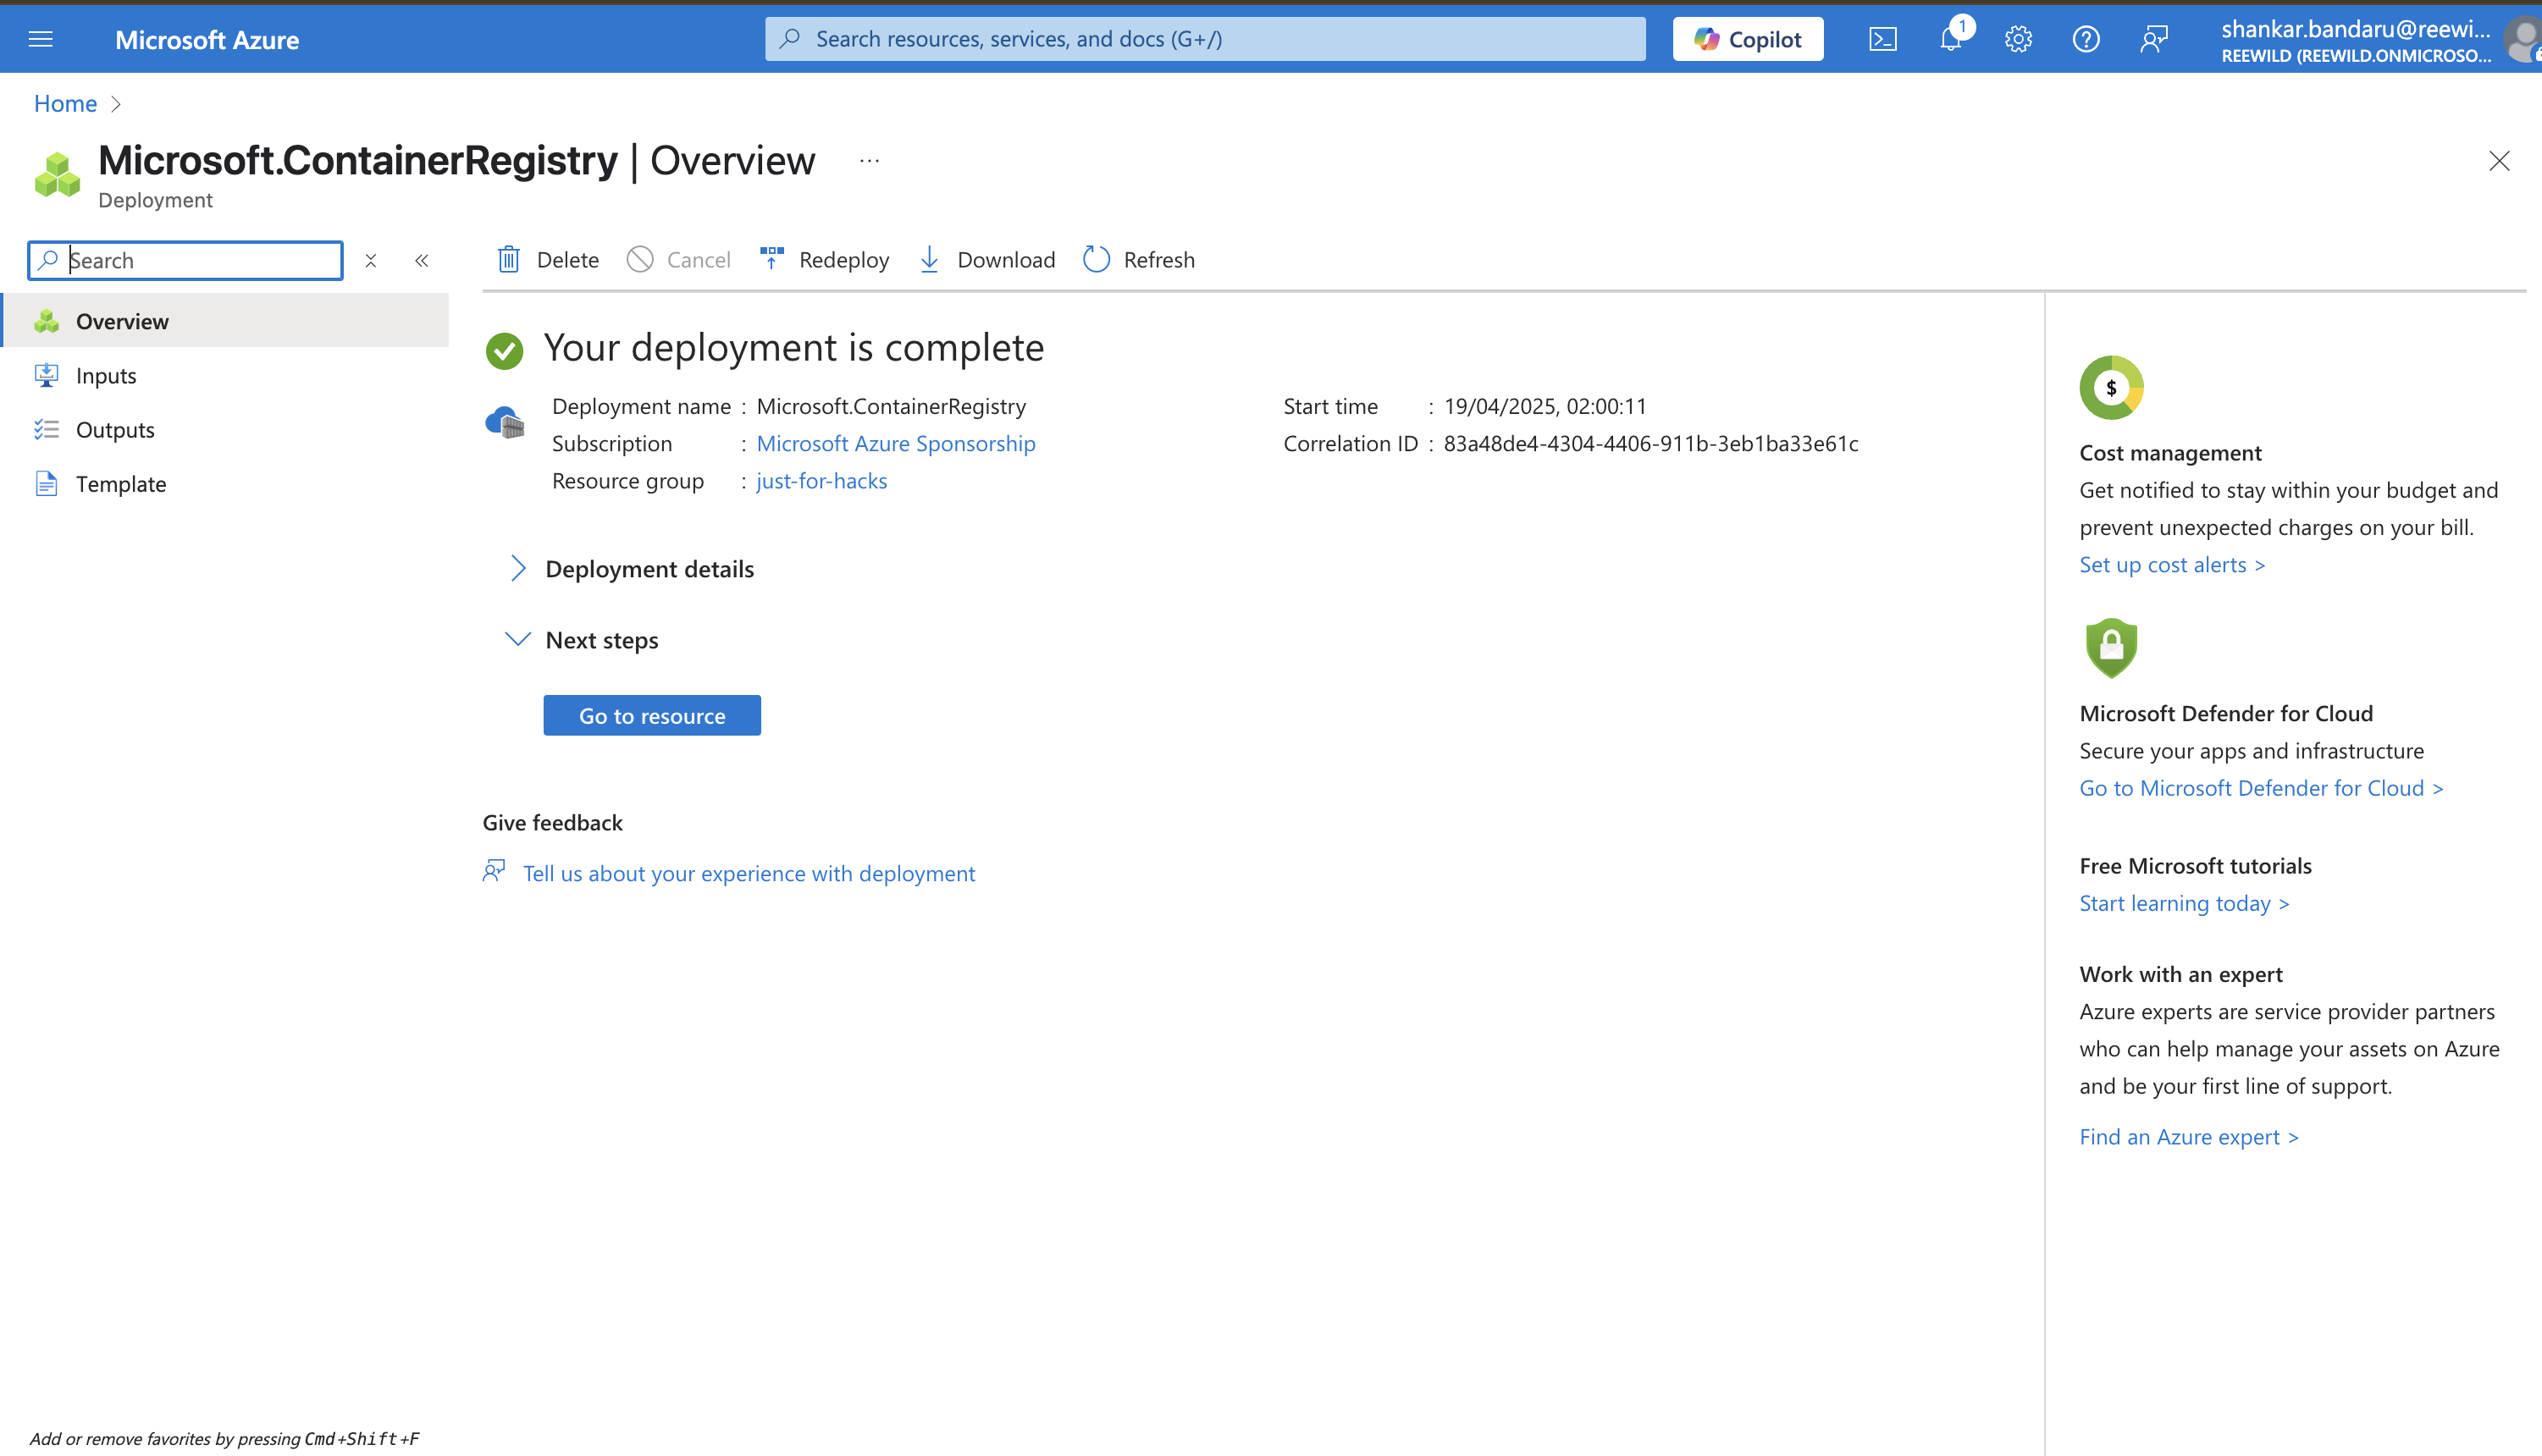 Microsoft Azure
Search resources, services, and docs (G+/)
Copilot
1
shankar.bandaru@reewi...
REEWILD (REEWILD.ONMICROSO...
Home
Microsoft.ContainerRegistry | Overview ...
Deployment
Search
Delete
Cancel
Redeploy
Download
Refresh
Overview
Inputs
Outputs
Template
Your deployment is complete
Deployment name : Microsoft.ContainerRegistry
Subscription : Microsoft Azure Sponsorship
Resource group : just-for-hacks
Start time : 19/04/2025, 02:00:11
Correlation ID : 83a48de4-4304-4406-911b-3eb1ba33e61c
Deployment details
Next steps
Go to resource
Give feedback
Tell us about your experience with deployment
$
Cost management
Get notified to stay within your budget and
prevent unexpected charges on your bill.
Set up cost alerts >
Microsoft Defender for Cloud
Secure your apps and infrastructure
Go to Microsoft Defender for Cloud >
Free Microsoft tutorials
Start learning today >
Work with an expert
Azure experts are service provider partners
who can help manage your assets on Azure
and be your first line of support.
Find an Azure expert >
Add or remove favorites by pressing Cmd+Shift+F